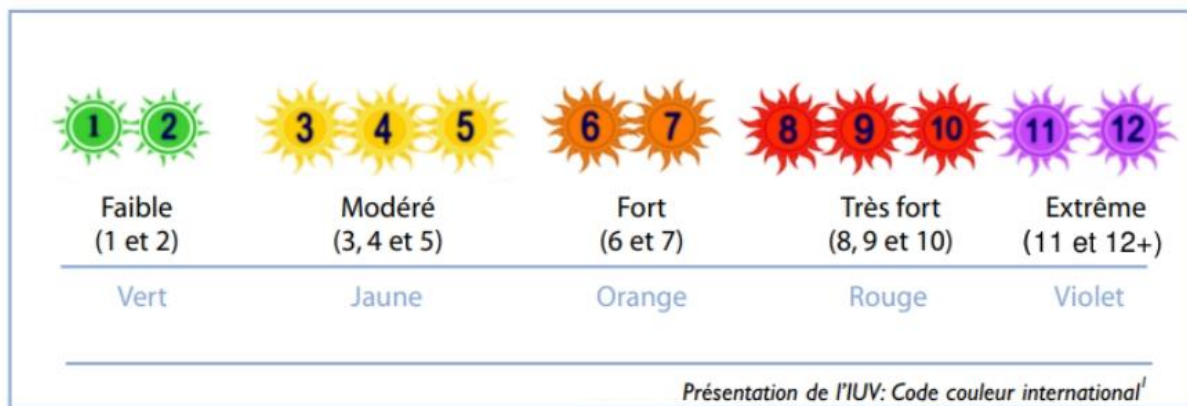 1 2 3 4 5 6 7 8 9 10 11 12
Faible Modéré Fort Très fort Extrême
(1 et 2) (3, 4 et 5) (6 et 7) (8, 9 et 10) (11 et 12+)
Vert Jaune Orange Rouge Violet
Présentation de l'IUV: Code couleur international¹